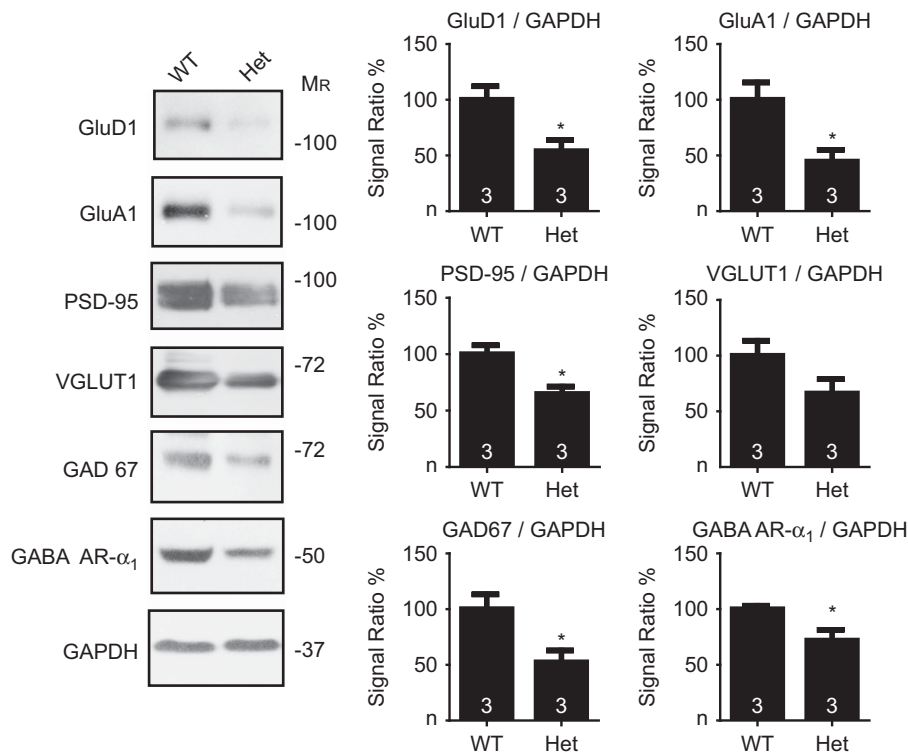 WT Het
MR
GluD1
-100
GluA1
-100
PSD-95
-100
VGLUT1
-72
GAD 67
-72
GABA AR-α₁
-50
GAPDH
-37
GluD1 / GAPDH
Signal Ratio %
150
100
50
n
*
3 3
WT Het
GluA1 / GAPDH
Signal Ratio %
150
100
50
n
*
3 3
WT Het
PSD-95 / GAPDH
Signal Ratio %
150
100
50
n
*
3 3
WT Het
VGLUT1 / GAPDH
Signal Ratio %
150
100
50
n
3 3
WT Het
GAD67 / GAPDH
Signal Ratio %
150
100
50
n
*
3 3
WT Het
GABA AR-α₁ / GAPDH
Signal Ratio %
150
100
50
n
*
3 3
WT Het